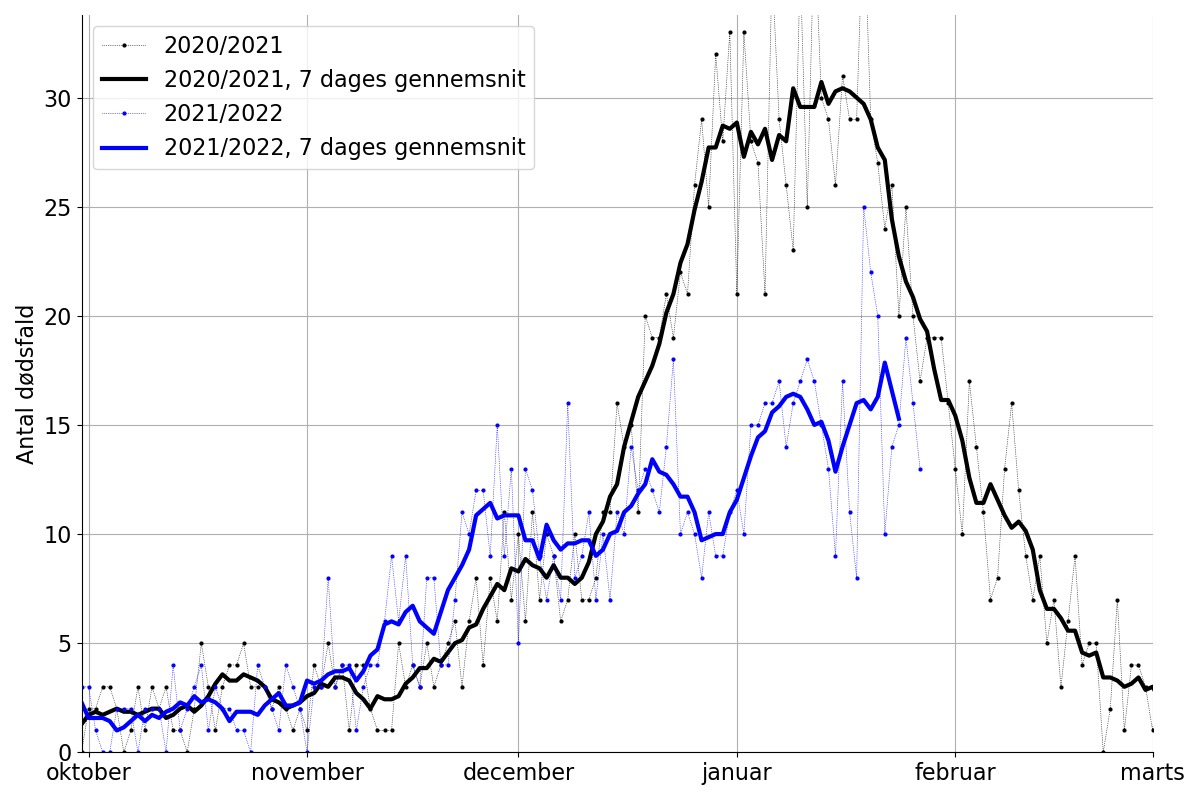 2020/2021
2020/2021, 7 dages gennemsnit
2021/2022
2021/2022, 7 dages gennemsnit
Antal dødsfald
30
25
20
15
10
5
0
oktober november december januar februar marts